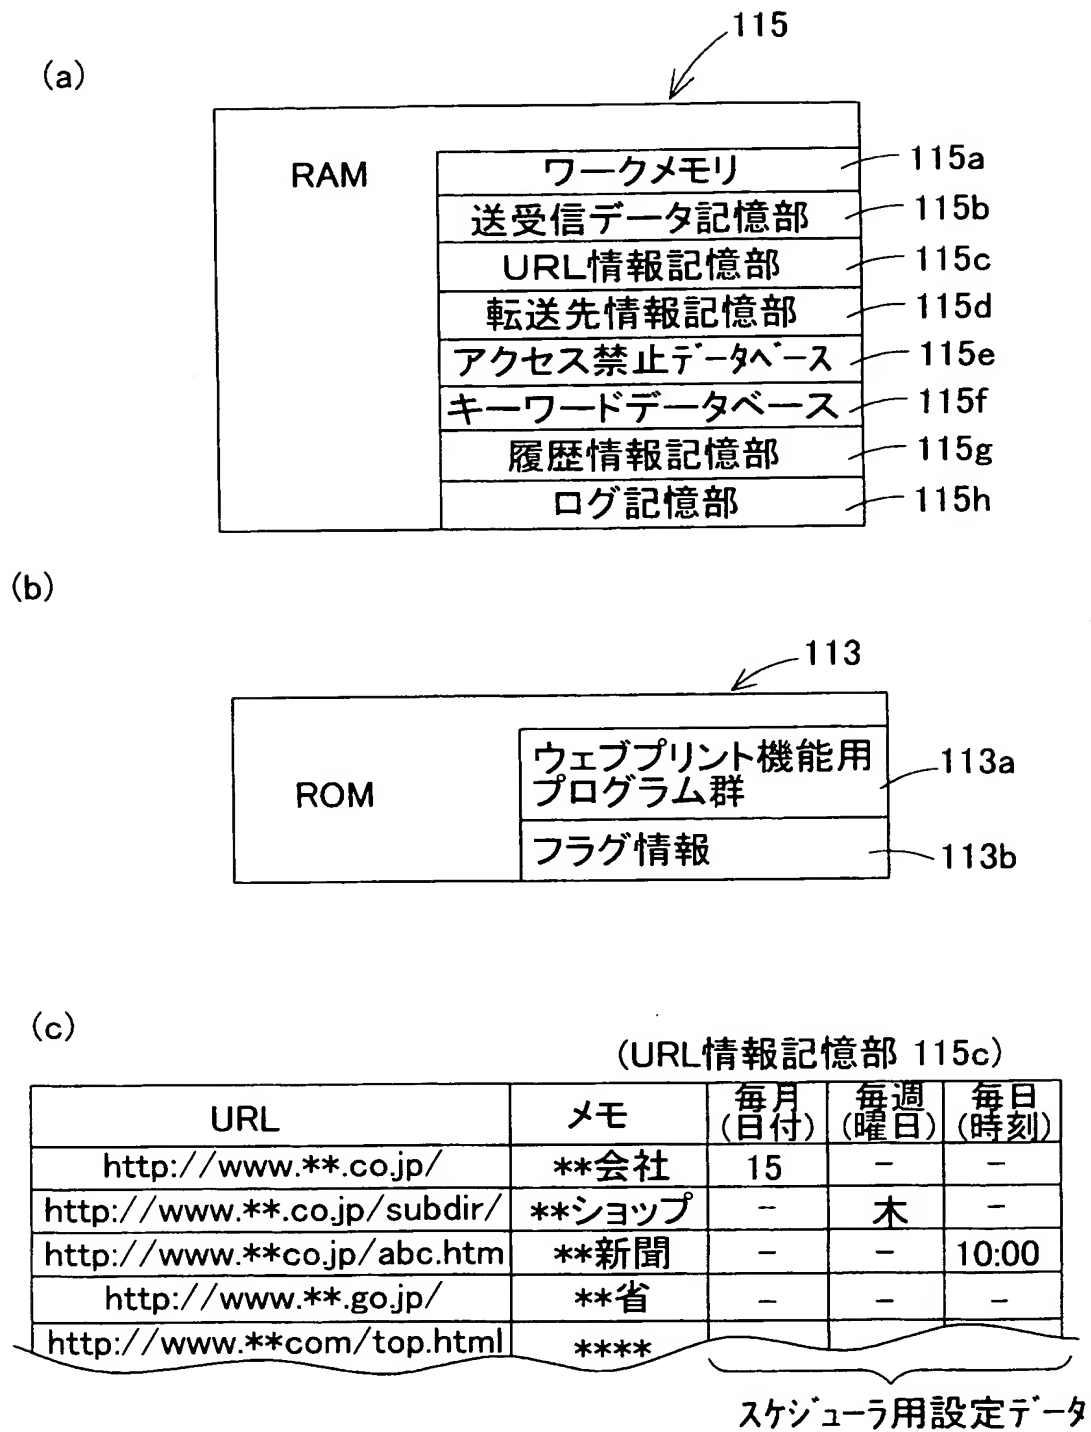 115
(a)
RAM
ワークメモリ 115a
送受信データ記憶部 115b
URL情報記憶部 115c
転送先情報記憶部 115d
アクセス禁止データベース 115e
キーワードデータベース 115f
履歴情報記憶部 115g
ログ記憶部 115h
(b)
113
ROM
ウェブプリント機能用
プログラム群 113a
フラグ情報 113b
(c)
(URL情報記憶部 115c)
URL メモ 毎月(日付) 毎週(曜日) 毎日(時刻)
http://www.**.co.jp/ **会社 15 - -
http://www.**.co.jp/subdir/ **ショップ - 木 -
http://www.**co.jp/abc.htm **新聞 - - 10:00
http://www.**.go.jp/ **省 - - -
http://www.**com/top.html ****
スケジューラ用設定データ